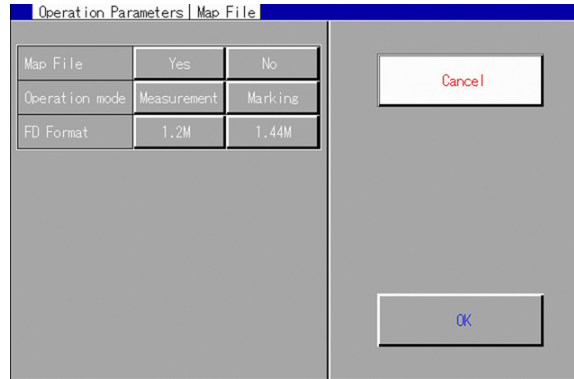 Operation Parameters | Map File
Map File Yes No
Operation mode Measurement Marking
FD Format 1.2M 1.44M
Cancel
OK